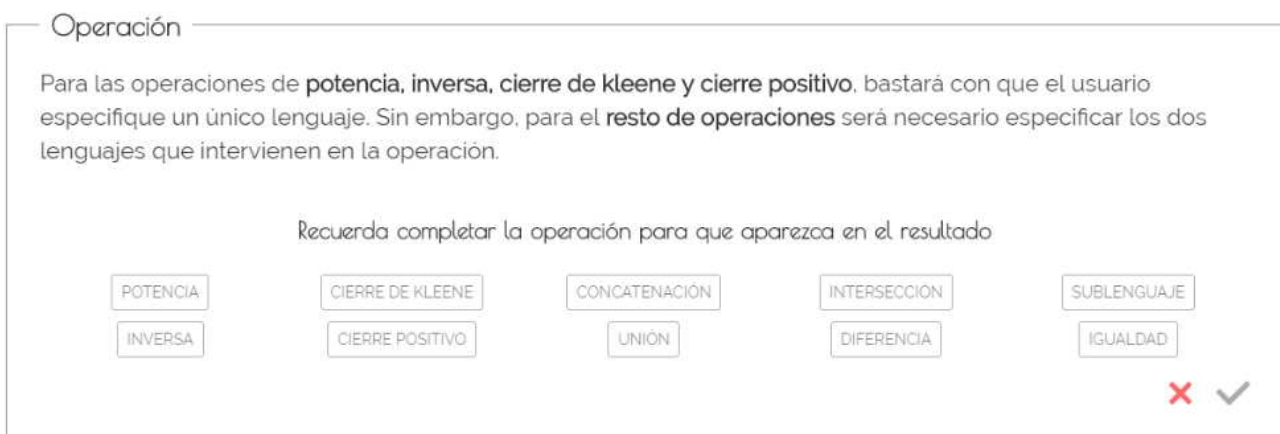 Operación
Para las operaciones de potencia, inversa, cierre de kleene y cierre positivo, bastará con que el usuario
especifique un único lenguaje. Sin embargo, para el resto de operaciones será necesario especificar los dos
lenguajes que intervienen en la operación.
Recuerda completar la operación para que aparezca en el resultado
POTENCIA CIERRE DE KLEENE CONCATENACIÓN INTERSECCIÓN SUBLENGUAJE
INVERSA CIERRE POSITIVO UNIÓN DIFERENCIA IGUALDAD